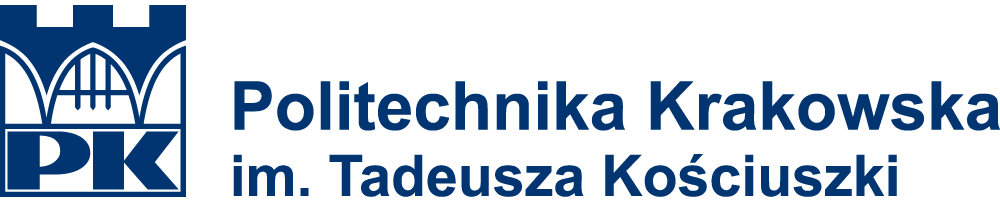 PK
Politechnika Krakowska
im. Tadeusza Kościuszki